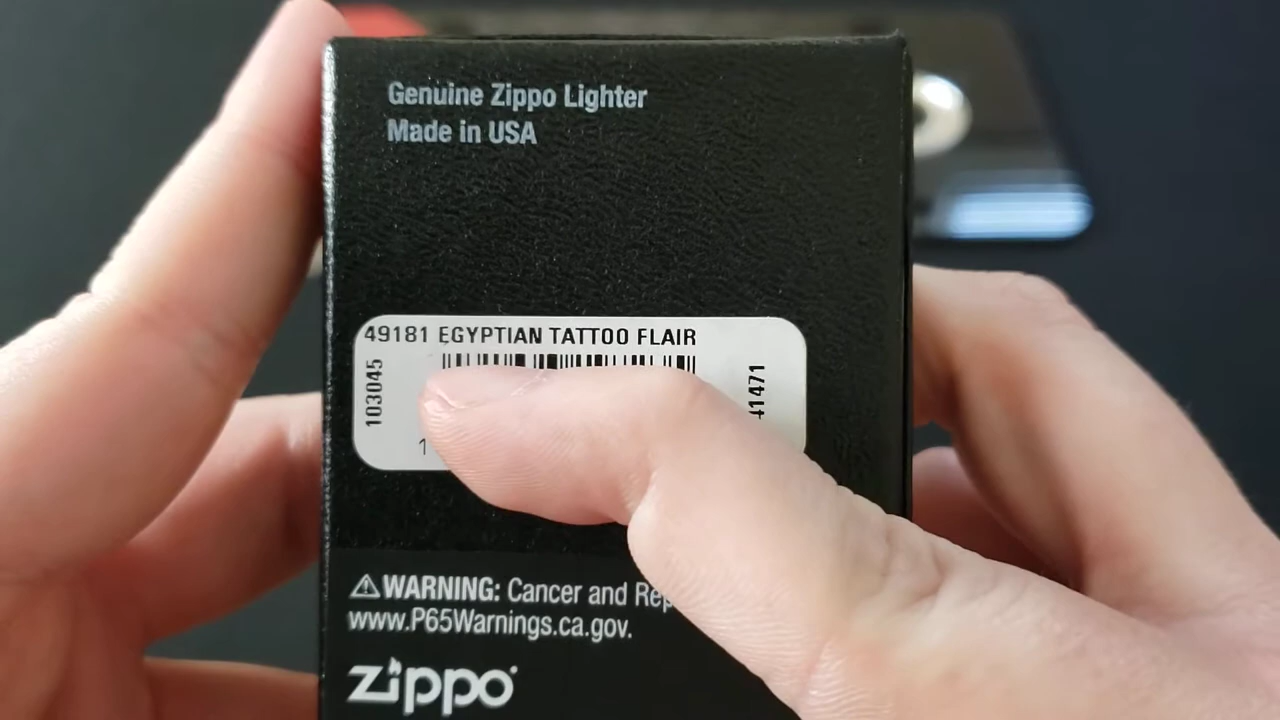 Genuine Zippo Lighter
Made in USA
49181 EGYPTIAN TATTOO FLAIR
103045
41471
1
⚠WARNING: Cancer and Rep
www.P65Warnings.ca.gov.
zippo